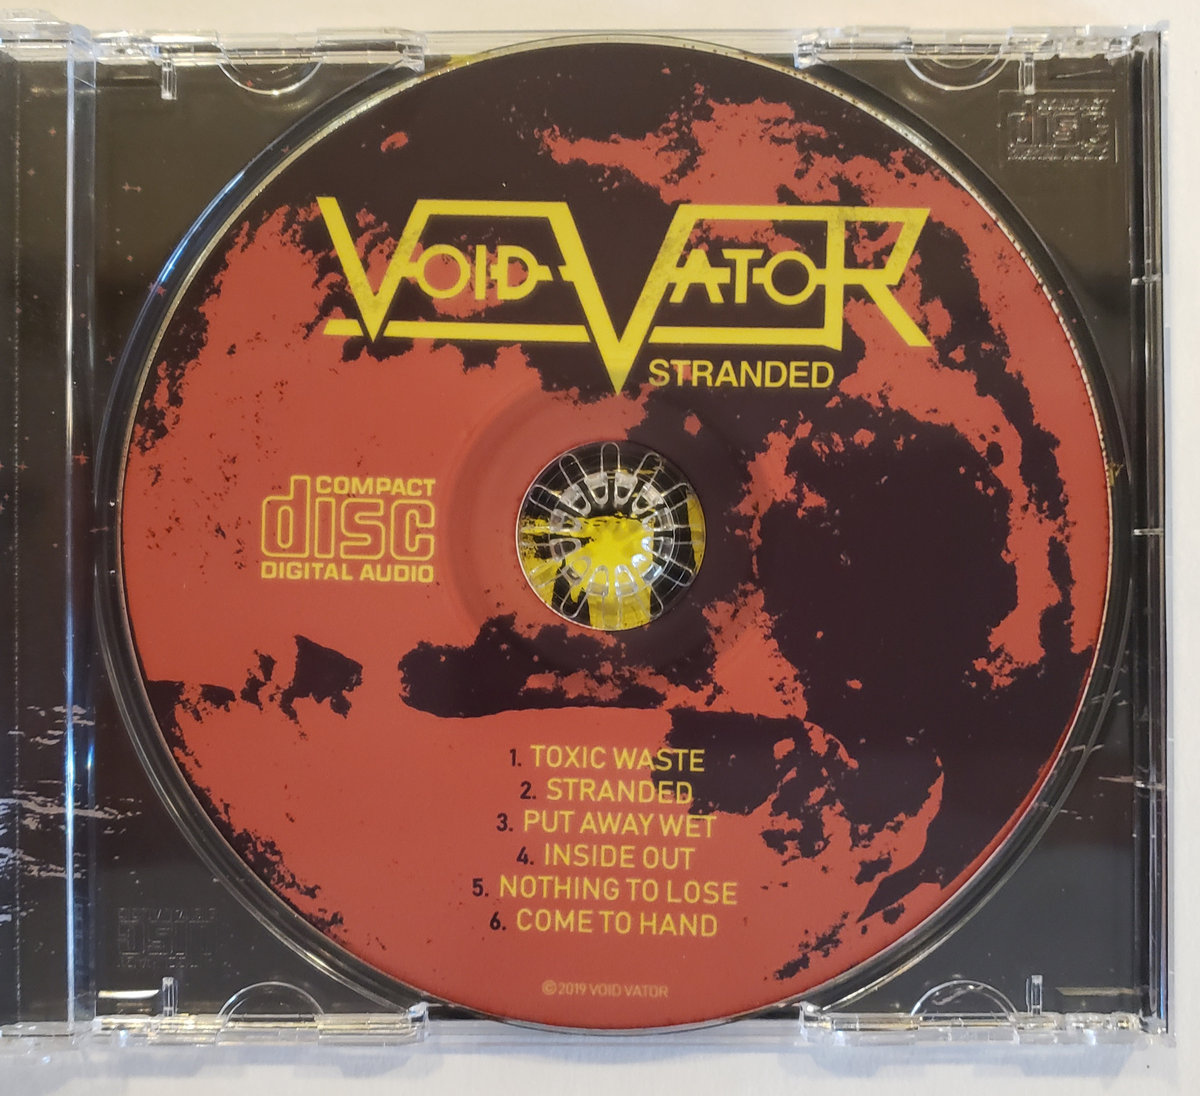 VOID VATOR
STRANDED
COMPACT
disc
DIGITAL AUDIO
1. TOXIC WASTE
2. STRANDED
3. PUT AWAY WET
4. INSIDE OUT
5. NOTHING TO LOSE
6. COME TO HAND
©2019 VOID VATOR